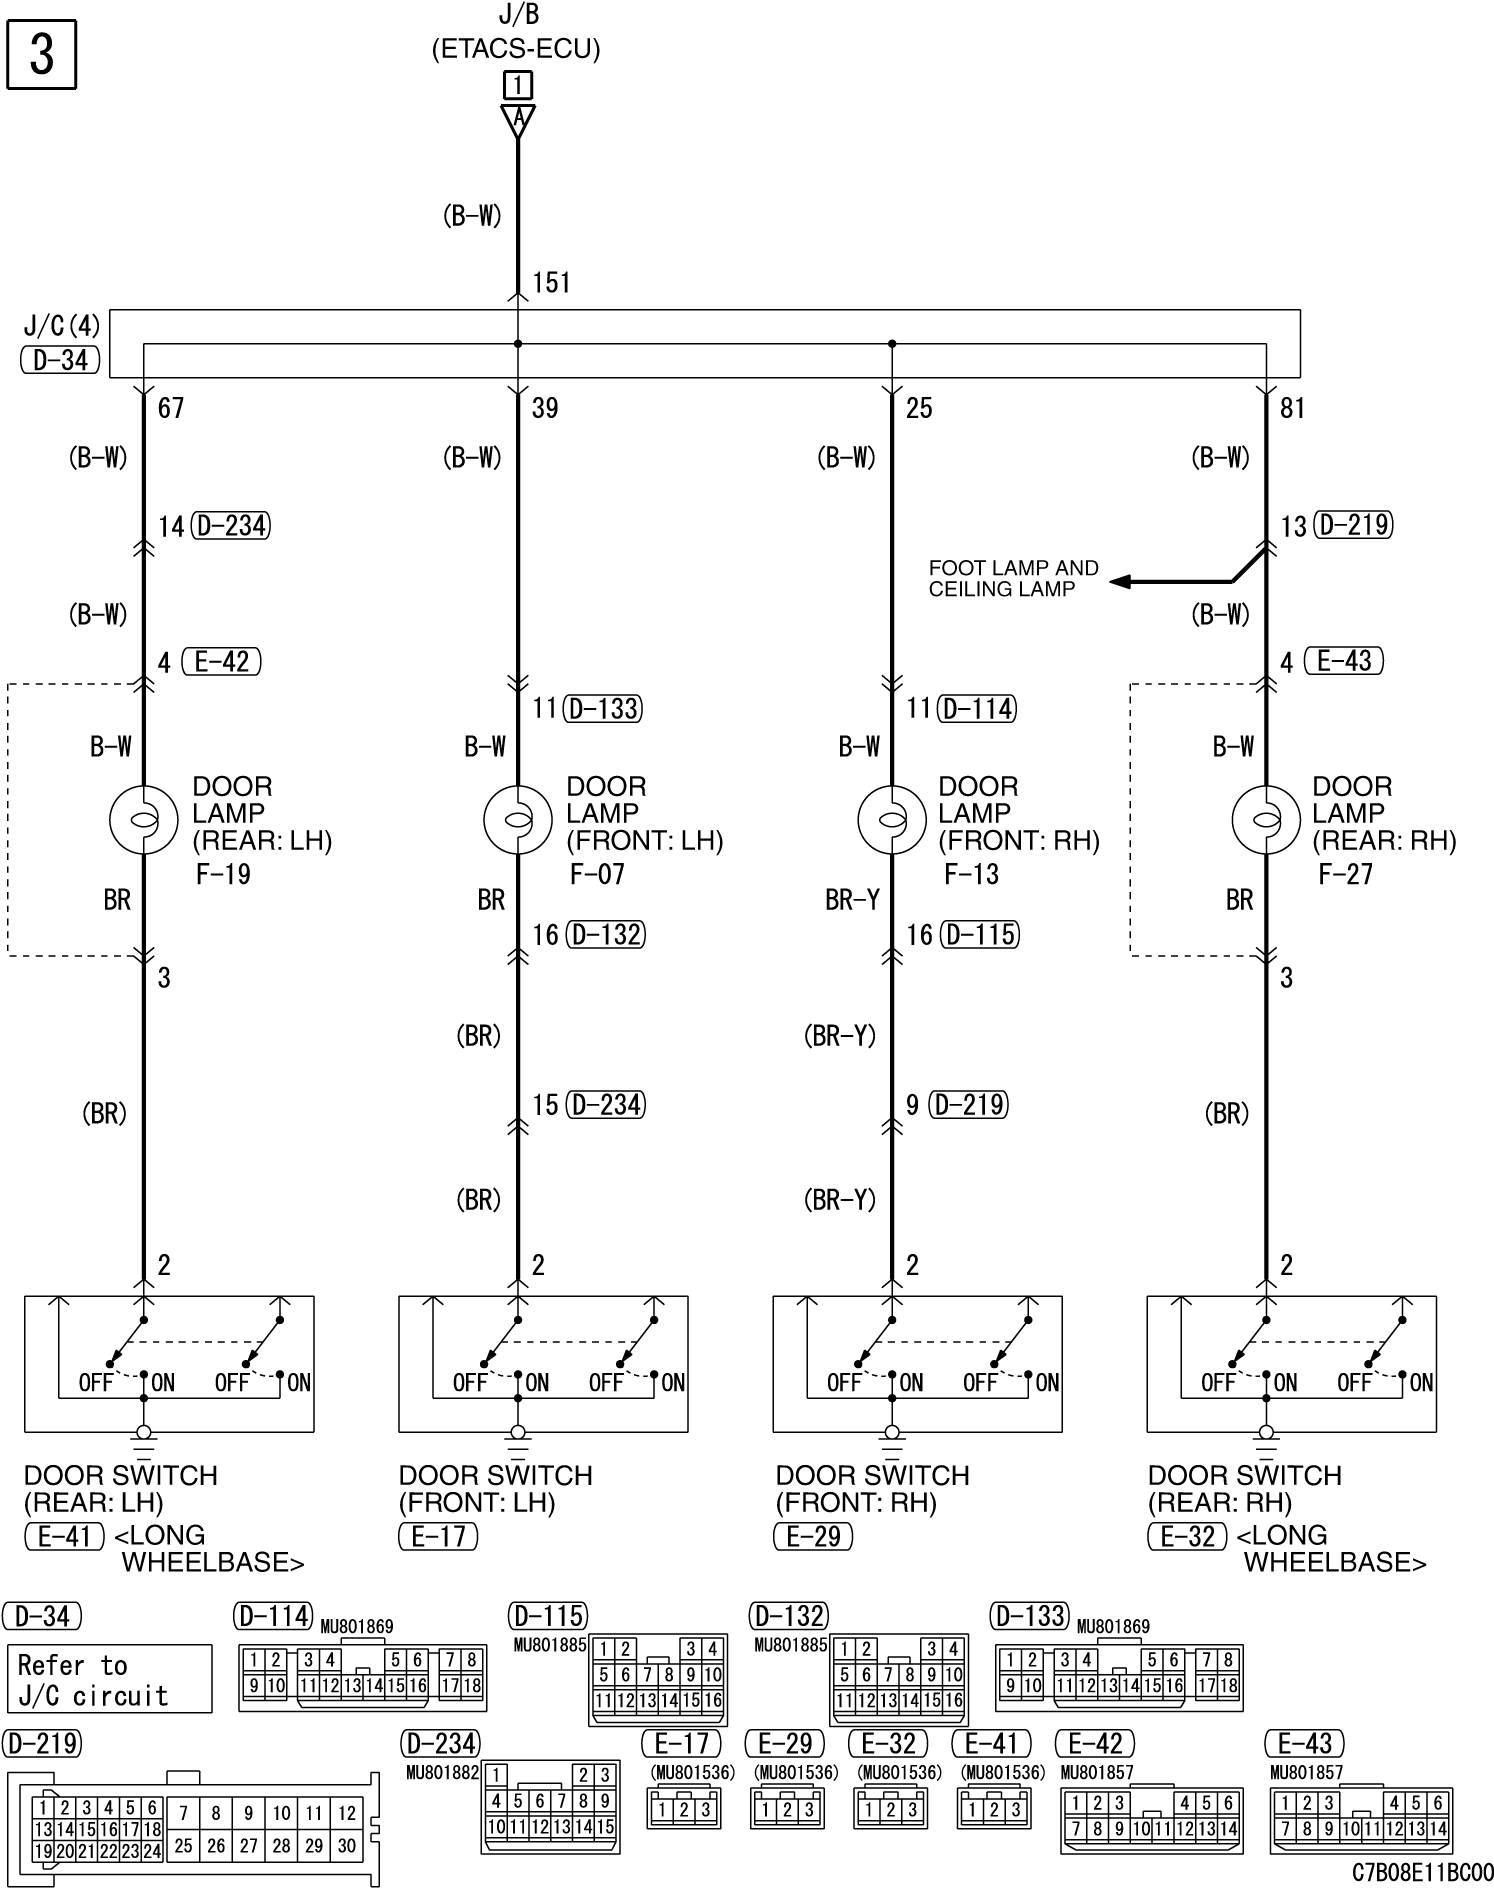 3
J/B
(ETACS-ECU)
1
A
(B-W)
151
J/C(4)
D-34
67
39
25
81
(B-W)
(B-W)
(B-W)
(B-W)
14 D-234
13 D-219
FOOT LAMP AND
CEILING LAMP
(B-W)
(B-W)
4 E-42
4 E-43
11 D-133
11 D-114
B-W
B-W
B-W
B-W
DOOR
LAMP
(REAR: LH)
F-19
DOOR
LAMP
(FRONT: LH)
F-07
DOOR
LAMP
(FRONT: RH)
F-13
DOOR
LAMP
(REAR: RH)
F-27
BR
BR
BR-Y
BR
16 D-132
16 D-115
3
3
(BR)
(BR-Y)
(BR)
15 D-234
9 D-219
(BR)
(BR)
(BR-Y)
2
2
2
2
OFF ON OFF ON
OFF ON OFF ON
OFF ON OFF ON
OFF ON OFF ON
DOOR SWITCH
(REAR: LH)
E-41 <LONG
WHEELBASE>
DOOR SWITCH
(FRONT: LH)
E-17
DOOR SWITCH
(FRONT: RH)
E-29
DOOR SWITCH
(REAR: RH)
E-32 <LONG
WHEELBASE>
D-34
Refer to
J/C circuit
D-114
MU801869
1 2 3 4 5 6 7 8
9 10 11 12 13 14 15 16 17 18
D-115
MU801885
1 2 3 4
5 6 7 8 9 10
11 12 13 14 15 16
D-132
MU801885
1 2 3 4
5 6 7 8 9 10
11 12 13 14 15 16
D-133
MU801869
1 2 3 4 5 6 7 8
9 10 11 12 13 14 15 16 17 18
D-219
1 2 3 4 5 6 7 8 9 10 11 12
13 14 15 16 17 18
19 20 21 22 23 24 25 26 27 28 29 30
D-234
MU801882
1 2 3
4 5 6 7 8 9
10 11 12 13 14 15
E-17
(MU801536)
1 2 3
E-29
(MU801536)
1 2 3
E-32
(MU801536)
1 2 3
E-41
(MU801536)
1 2 3
E-42
MU801857
1 2 3 4 5 6
7 8 9 10 11 12 13 14
E-43
MU801857
1 2 3 4 5 6
7 8 9 10 11 12 13 14
C7B08E11BC00